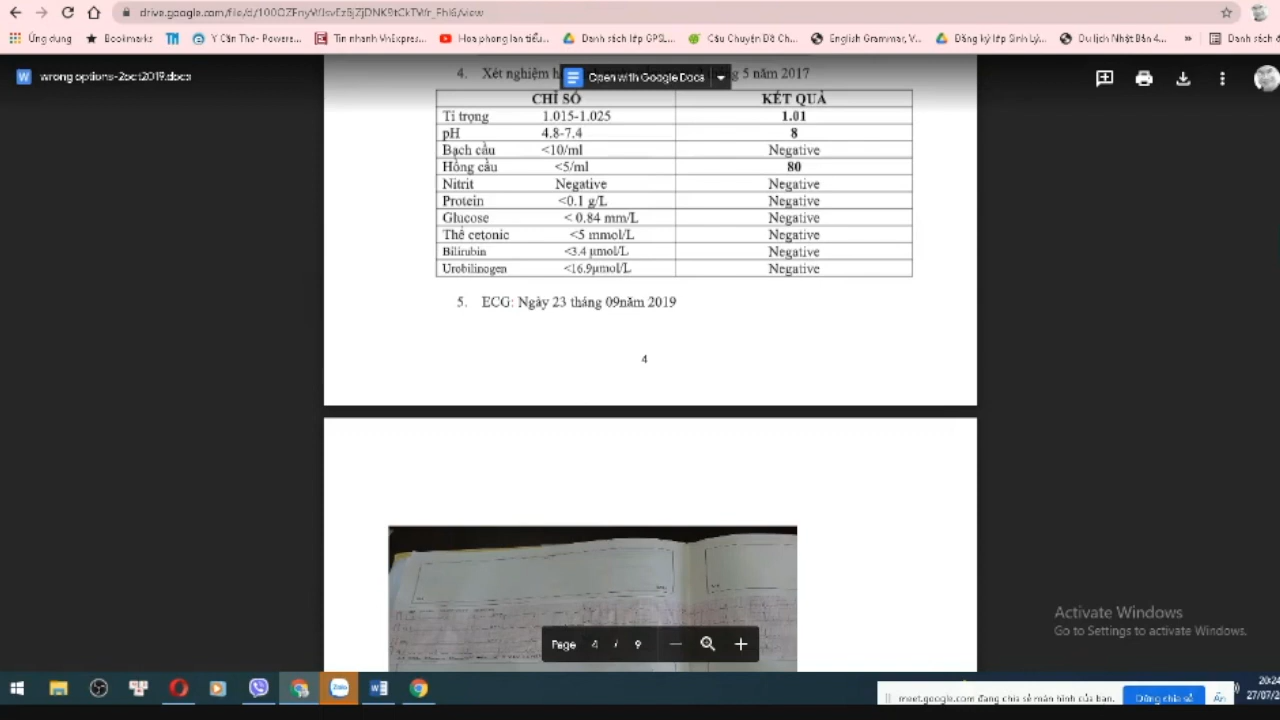 drive.google.com/file/d/
/view
Ứng dụng
Bookmarks
Y Cần Thơ- Powere...
Tin nhanh VnExpres...
Hoa phong lan tiểu...
Danh sách lớp GPSL...
Câu Chuyện Dỡ Ch...
English Grammar, V...
Đăng ký lớp Sinh Lý...
Du lịch Nhật Bản 4...
»
Danh sách đ
wrong options-2oct2019.docx
4. Xét nghiệm
Open with Google Docs
5 năm 2017
CHỈ SỐ KẾT QUẢ
Tỉ trọng 1.015-1.025 1.01
pH 4.8-7.4 8
Bạch cầu <10/ml Negative
Hồng cầu <5/ml 80
Nitrit Negative Negative
Protein <0.1 g/L Negative
Glucose < 0.84 mm/L Negative
Thể cetonic <5 mmol/L Negative
Bilirubin <3.4 µmol/L Negative
Urobilinogen <16.9µmol/L Negative
5. ECG: Ngày 23 tháng 09năm 2019
4
Activate Windows
Go to Settings to activate Windows.
Page 4 / 9
Zalo
meet.google.com đang chia sẻ màn hình của bạn.
Dừng chia sẻ
Ẩn
20:24
27/07/2